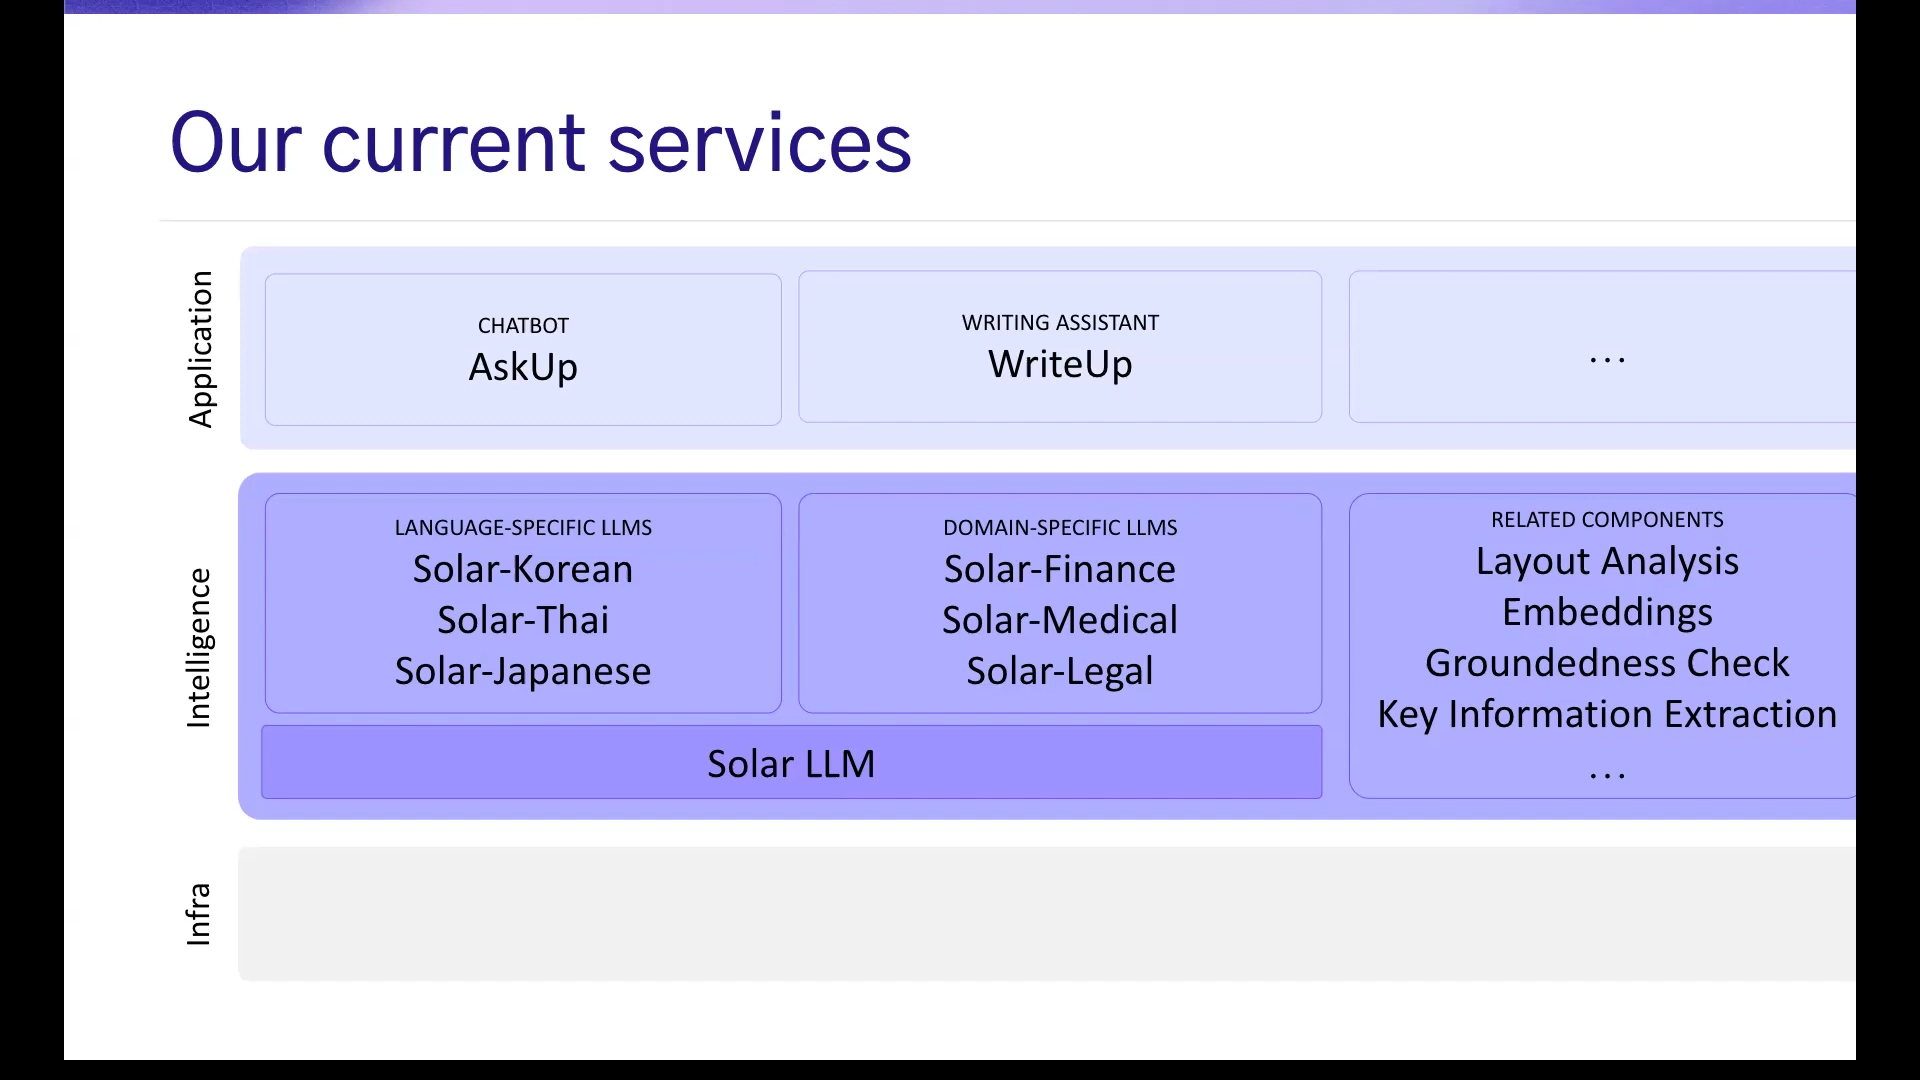 Our current services
Application
CHATBOT
AskUp
WRITING ASSISTANT
WriteUp
...
Intelligence
LANGUAGE-SPECIFIC LLMS
Solar-Korean
Solar-Thai
Solar-Japanese
DOMAIN-SPECIFIC LLMS
Solar-Finance
Solar-Medical
Solar-Legal
Solar LLM
RELATED COMPONENTS
Layout Analysis
Embeddings
Groundedness Check
Key Information Extraction
...
Infra